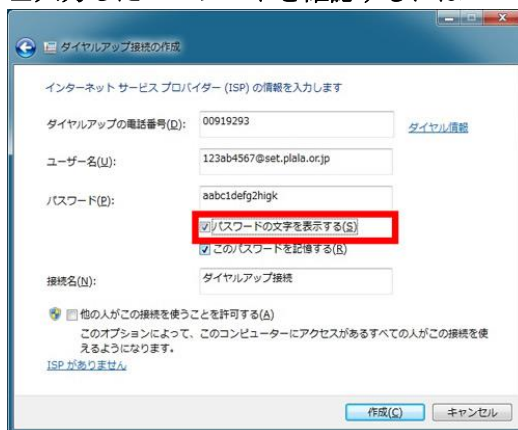 ダイヤルアップ接続の作成
インターネット サービス プロバイダー (ISP) の情報を入力します
ダイヤルアップの電話番号(D):
00919293
ダイヤル情報
ユーザー名(U):
123ab4567@set.plala.or.jp
パスワード(P):
aabc1defg2higk
パスワードの文字を表示する(S)
このパスワードを記憶する(R)
接続名(N):
ダイヤルアップ接続
他の人がこの接続を使うことを許可する(A)
このオプションによって、このコンピューターにアクセスがあるすべての人がこの接続を使
えるようになります。
ISP がありません
作成(C)
キャンセル